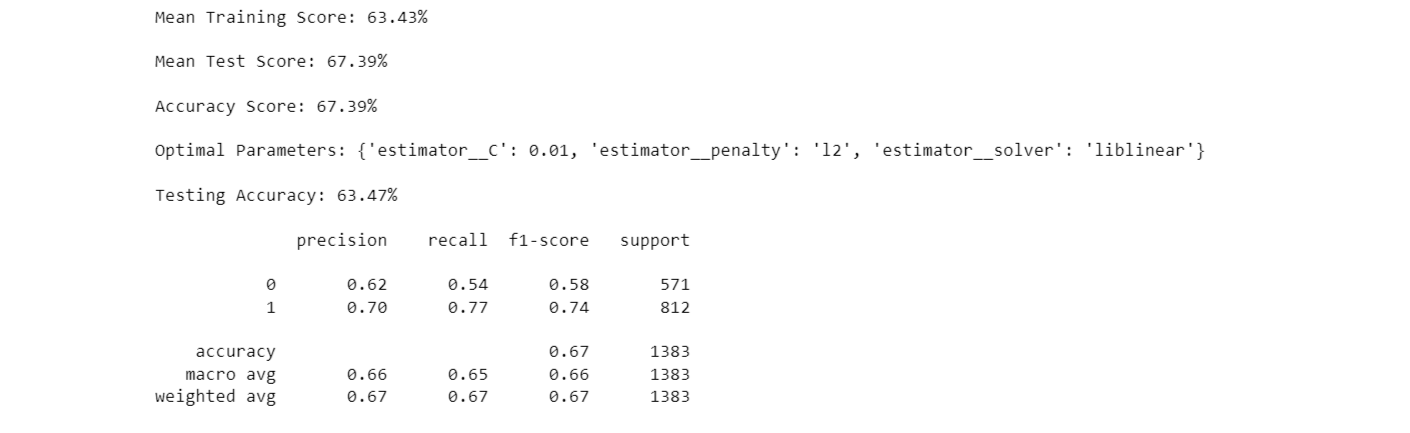 Mean Training Score: 63.43%
Mean Test Score: 67.39%
Accuracy Score: 67.39%
Optimal Parameters: {'estimator__C': 0.01, 'estimator__penalty': 'l2', 'estimator__solver': 'liblinear'}
Testing Accuracy: 63.47%
precision recall f1-score support
0 0.62 0.54 0.58 571
1 0.70 0.77 0.74 812
accuracy 0.67 1383
macro avg 0.66 0.65 0.66 1383
weighted avg 0.67 0.67 0.67 1383